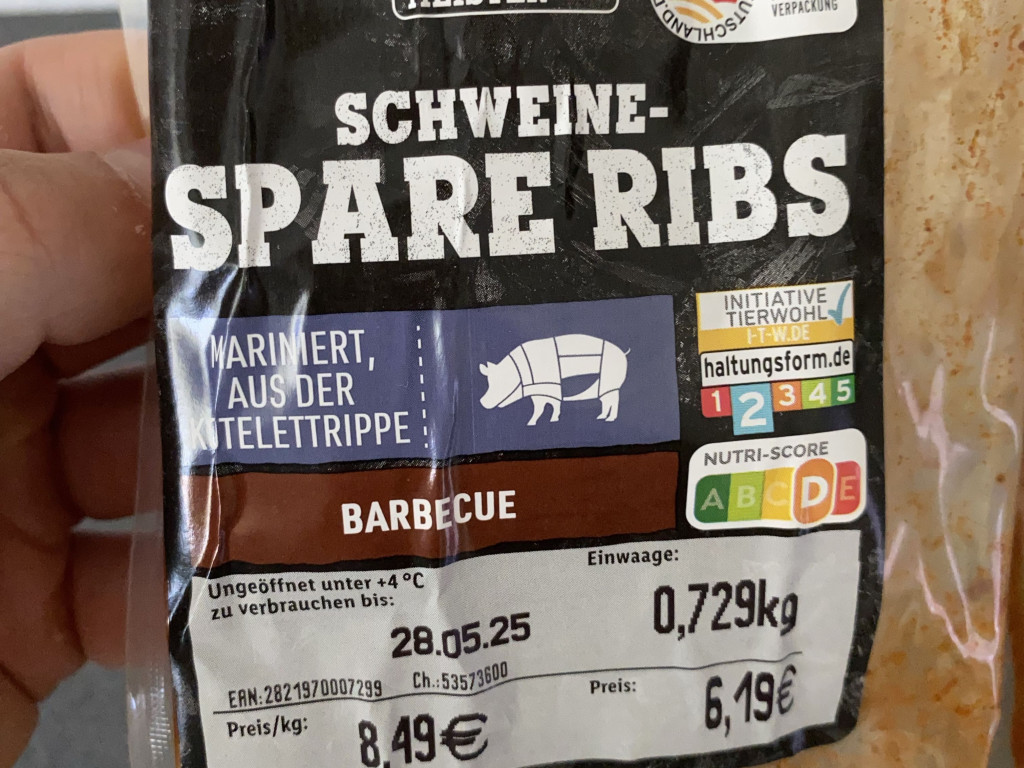 VERPACKUNG
SCHWEINE-
SPARE RIBS
MARINIERT,
AUS DER
KOTELETTRIPPE
BARBECUE
INITIATIVE
TIERWOHL
I-T-W.DE
haltungsform.de
1 2 3 4 5
NUTRI-SCORE
A B C D E
Ungeöffnet unter +4 °C
zu verbrauchen bis:
28.05.25
Einwaage:
0,729kg
EAN:2821970007299 Ch.:53573600
Preis/kg:
8,49€
Preis:
6,19€